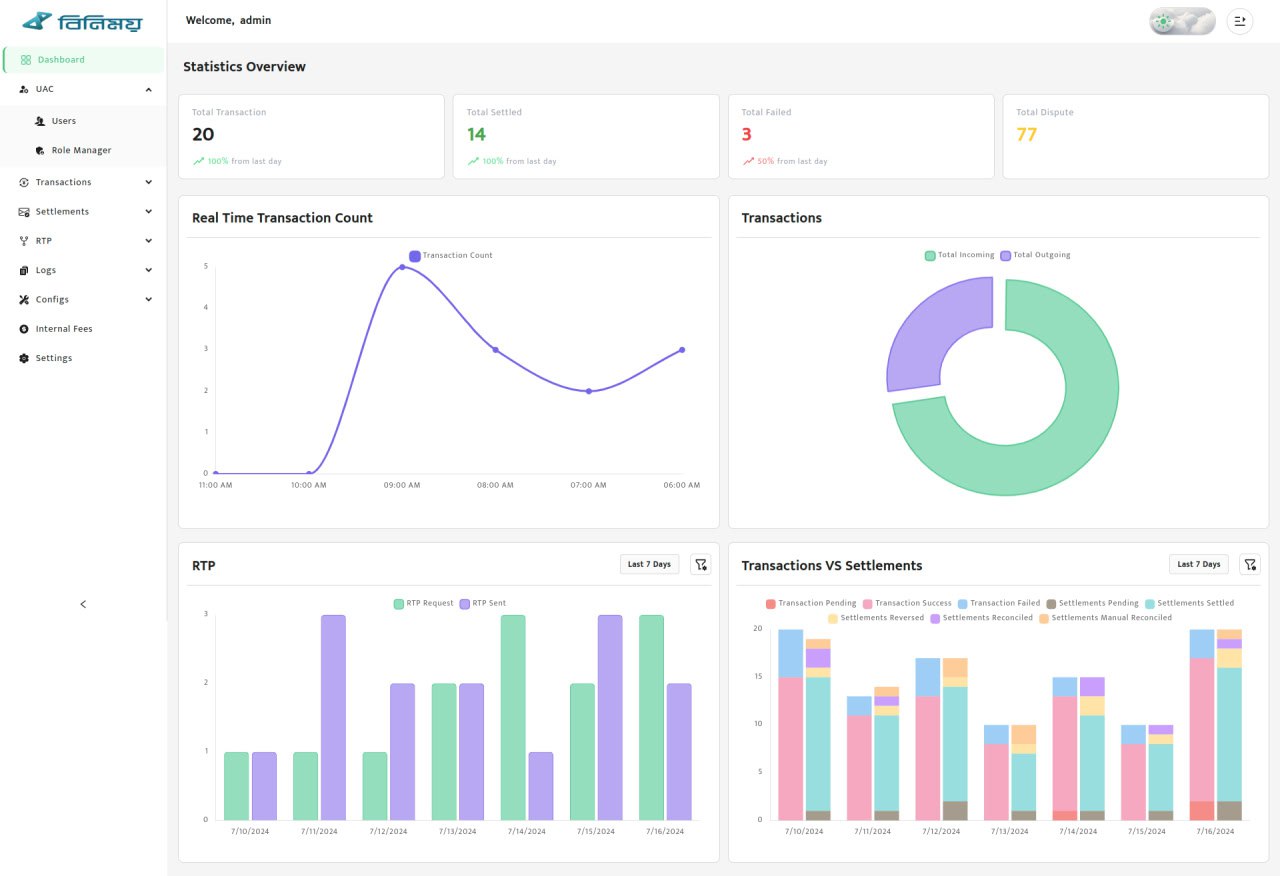 বিনিময়
Welcome, admin
Dashboard
UAC
Users
Role Manager
Transactions
Settlements
RTP
Logs
Configs
Internal Fees
Settings
Statistics Overview
Total Transaction
20
100% from last day
Total Settled
14
100% from last day
Total Failed
3
50% from last day
Total Dispute
77
Real Time Transaction Count
Transaction Count
5
4
3
2
1
0
11:00 AM 10:00 AM 09:00 AM 08:00 AM 07:00 AM 06:00 AM
Transactions
Total Incoming Total Outgoing
RTP
Last 7 Days
RTP Request RTP Sent
3
2
1
0
7/10/2024 7/11/2024 7/12/2024 7/13/2024 7/14/2024 7/15/2024 7/16/2024
Transactions VS Settlements
Last 7 Days
Transaction Pending Transaction Success Transaction Failed Settlements Pending Settlements Settled
Settlements Reversed Settlements Reconciled Settlements Manual Reconciled
20
15
10
5
0
7/10/2024 7/11/2024 7/12/2024 7/13/2024 7/14/2024 7/15/2024 7/16/2024